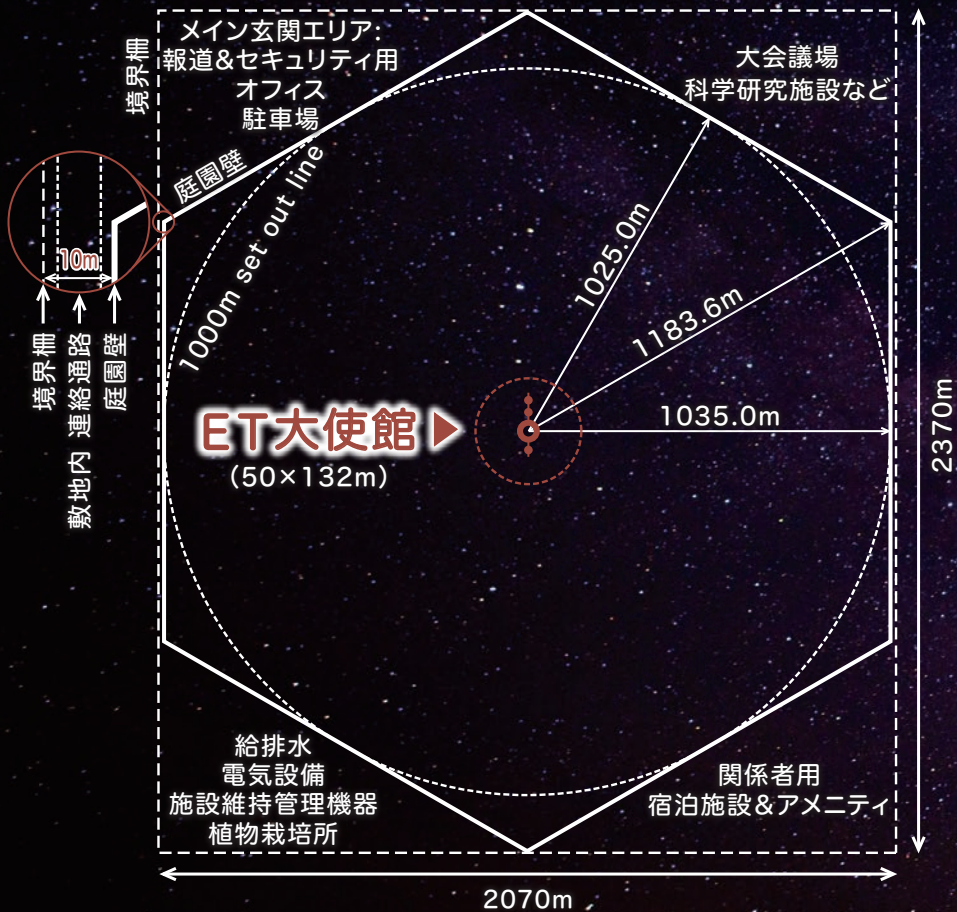 メイン玄関エリア:
報道&セキュリティ用
オフィス
駐車場
境界柵
大会議場
科学研究施設など
庭園壁
1000m set out line
10m
境界柵
敷地内 連絡通路
庭園壁
1025.0m
1183.6m
1035.0m
ET大使館
（50×132m）
2370m
給排水
電気設備
施設維持管理機器
植物栽培所
関係者用
宿泊施設&アメニティ
2070m